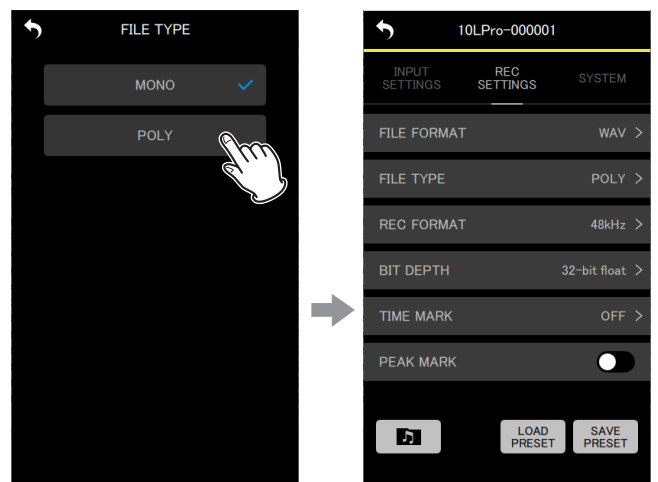 FILE TYPE
MONO
POLY
10LPro-000001
INPUT
SETTINGS
REC
SETTINGS
SYSTEM
FILE FORMAT WAV >
FILE TYPE POLY >
REC FORMAT 48kHz >
BIT DEPTH 32-bit float >
TIME MARK OFF >
PEAK MARK
LOAD
PRESET
SAVE
PRESET